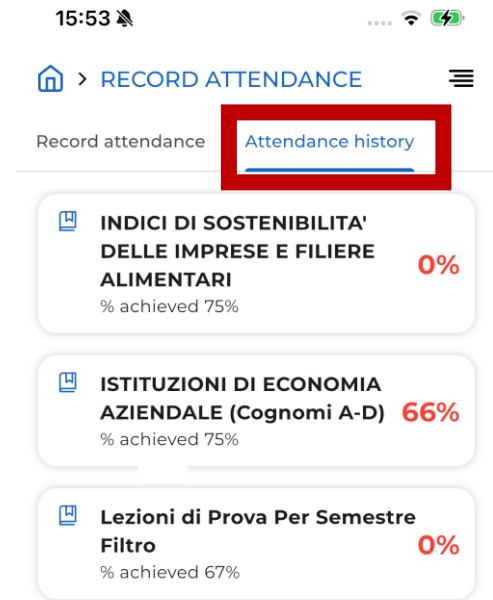 15:53
> RECORD ATTENDANCE
Record attendance Attendance history
INDICI DI SOSTENIBILITA'
DELLE IMPRESE E FILIERE
ALIMENTARI
0%
% achieved 75%
ISTITUZIONI DI ECONOMIA
AZIENDALE (Cognomi A-D)
66%
% achieved 75%
Lezioni di Prova Per Semestre
Filtro
0%
% achieved 67%